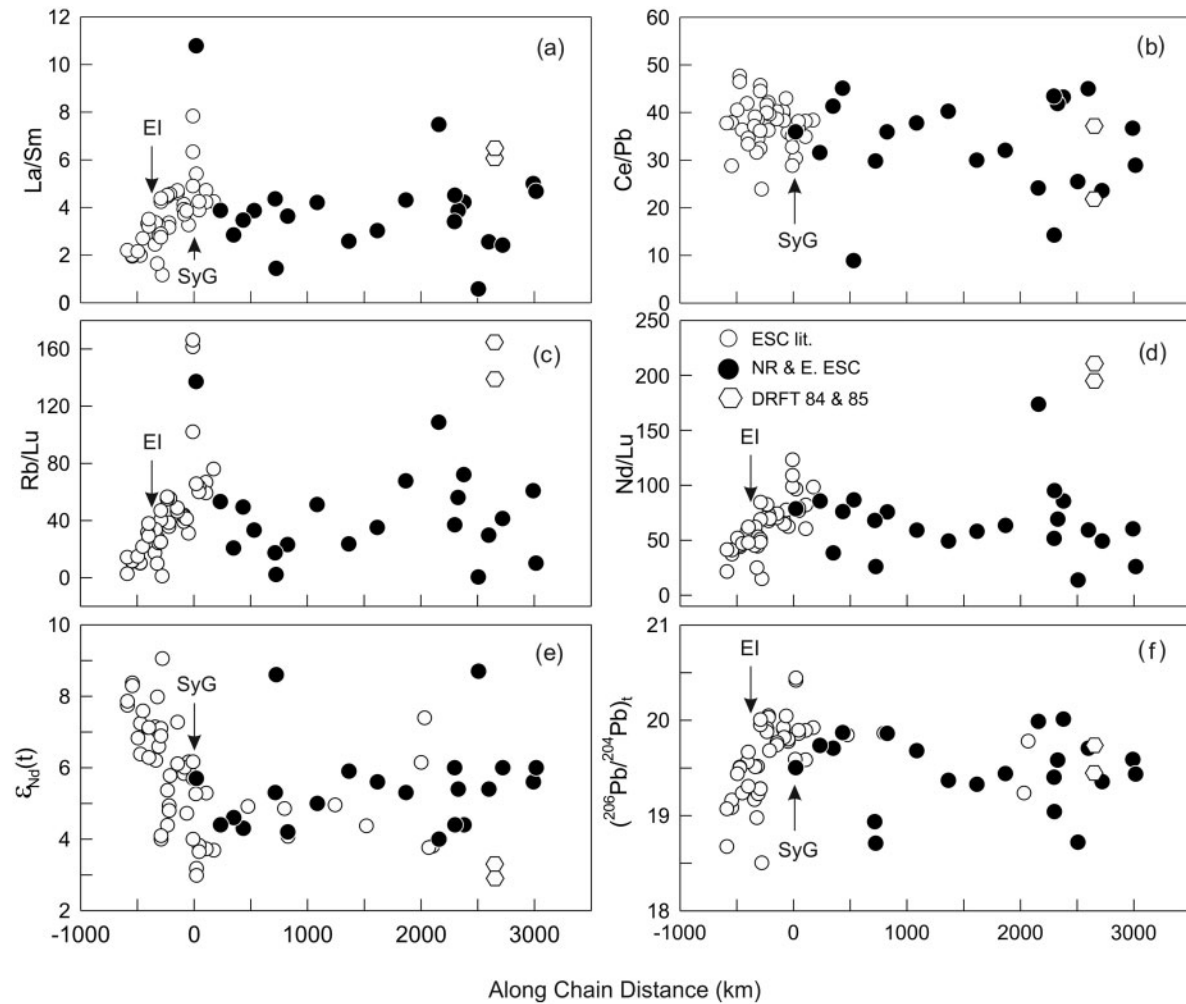 12
10
8
6
4
2
0
La/Sm
(a)
EI
SyG
60
50
40
30
20
10
0
Ce/Pb
(b)
SyG
160
120
80
40
0
Rb/Lu
(c)
EI
250
200
150
100
50
0
Nd/Lu
(d)
ESC lit.
NR & E. ESC
DRFT 84 & 85
EI
10
8
6
4
2
εNd(t)
(e)
SyG
-1000 0 1000 2000 3000
21
20
19
18
(206Pb/204Pb)t
(f)
EI
SyG
-1000 0 1000 2000 3000
Along Chain Distance (km)